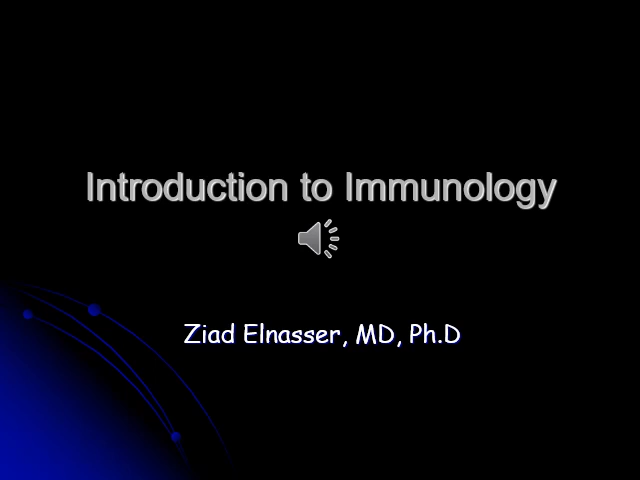 Introduction to Immunology
Ziad Elnasser, MD, Ph.D